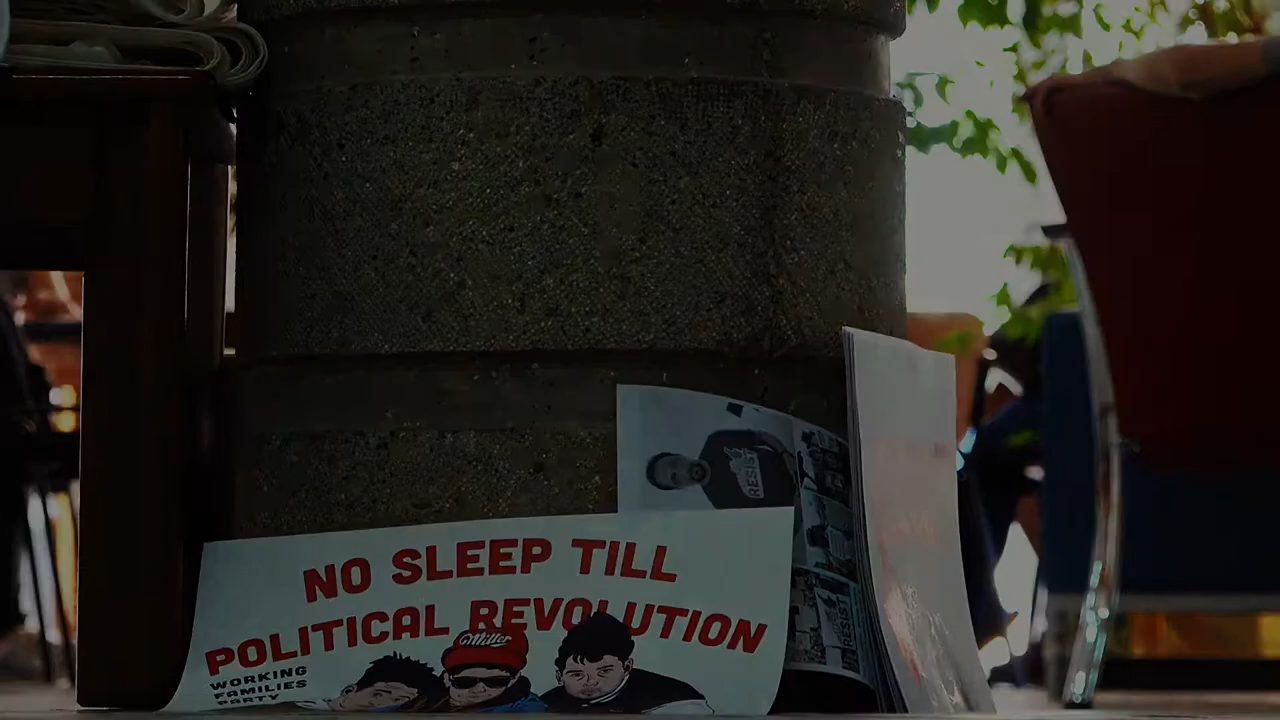 RESIST
NO SLEEP TILL
POLITICAL REVOLUTION
Miller
WORKING
FAMILIES
PARTY
RESIST